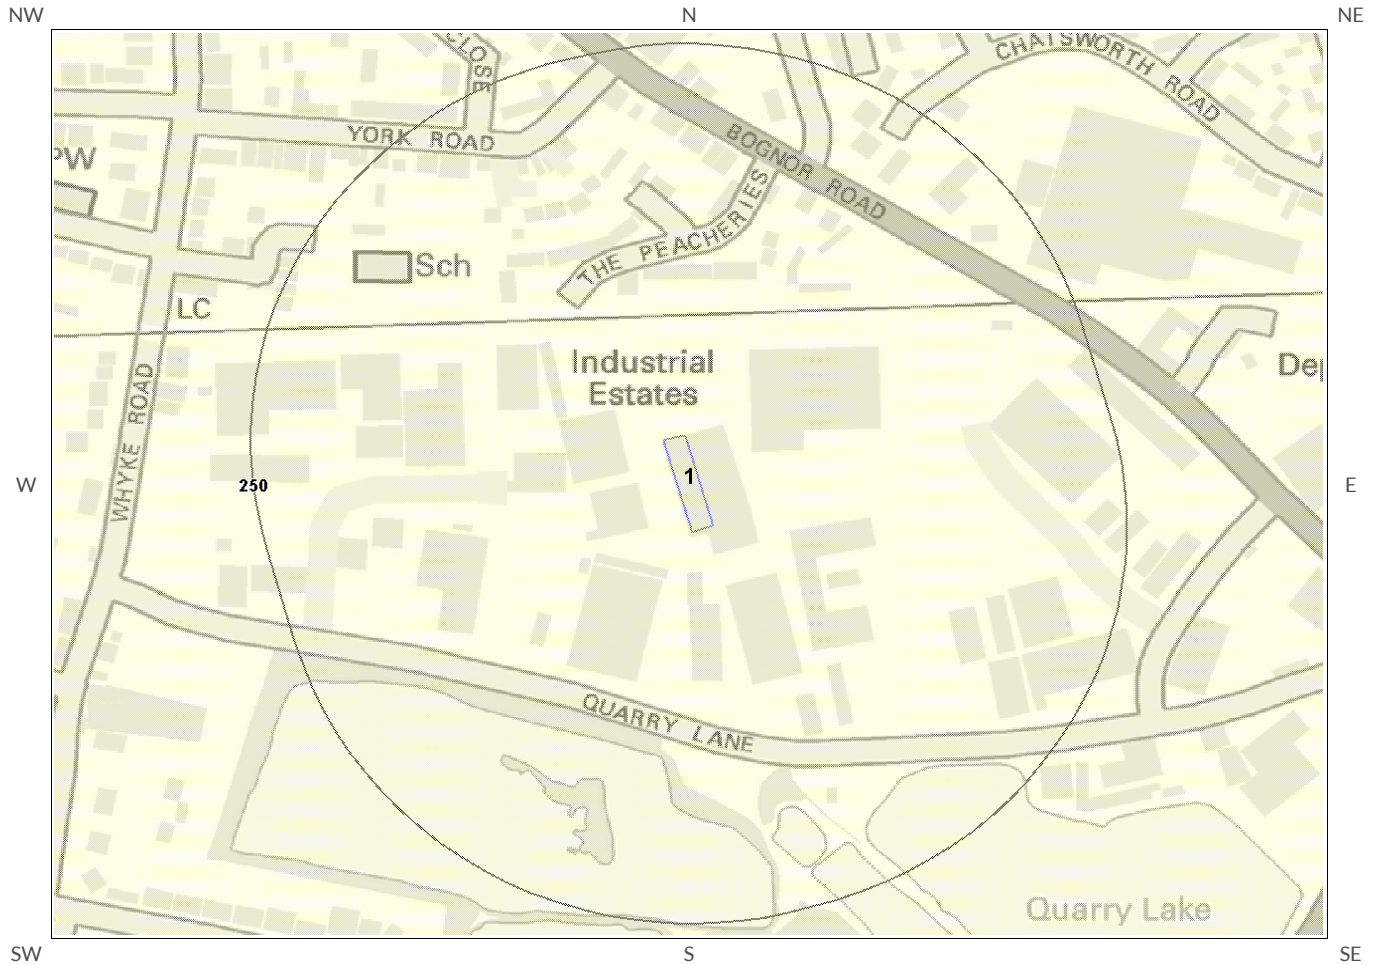 NW
N
NE
CLOSE
CHATSWORTH ROAD
YORK ROAD
BOGNOR ROAD
PW
THE PEACHERIES
Sch
LC
Industrial
Estates
Dep
WHYKE ROAD
W
250
1
E
QUARRY LANE
Quarry Lake
SW
S
SE